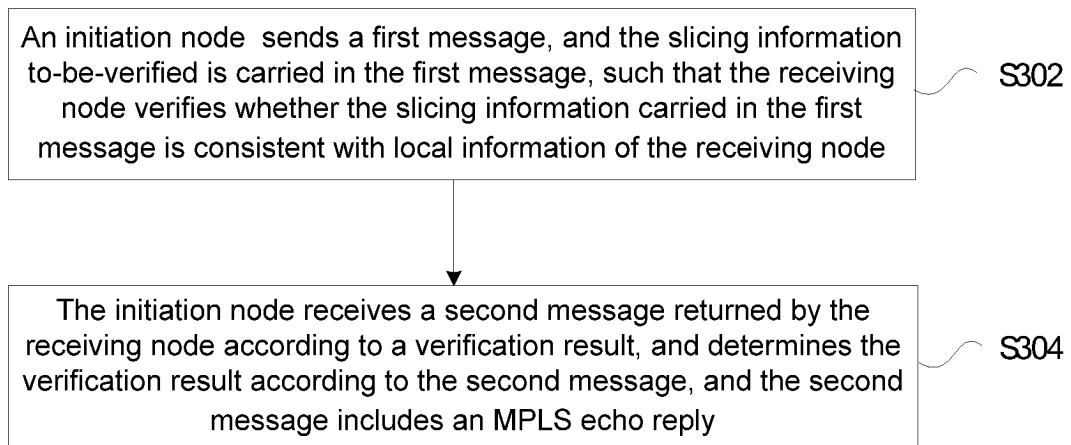 An initiation node sends a first message, and the slicing information
to-be-verified is carried in the first message, such that the receiving
node verifies whether the slicing information carried in the first
message is consistent with local information of the receiving node
S302
The initiation node receives a second message returned by the
receiving node according to a verification result, and determines the
verification result according to the second message, and the second
message includes an MPLS echo reply
S304